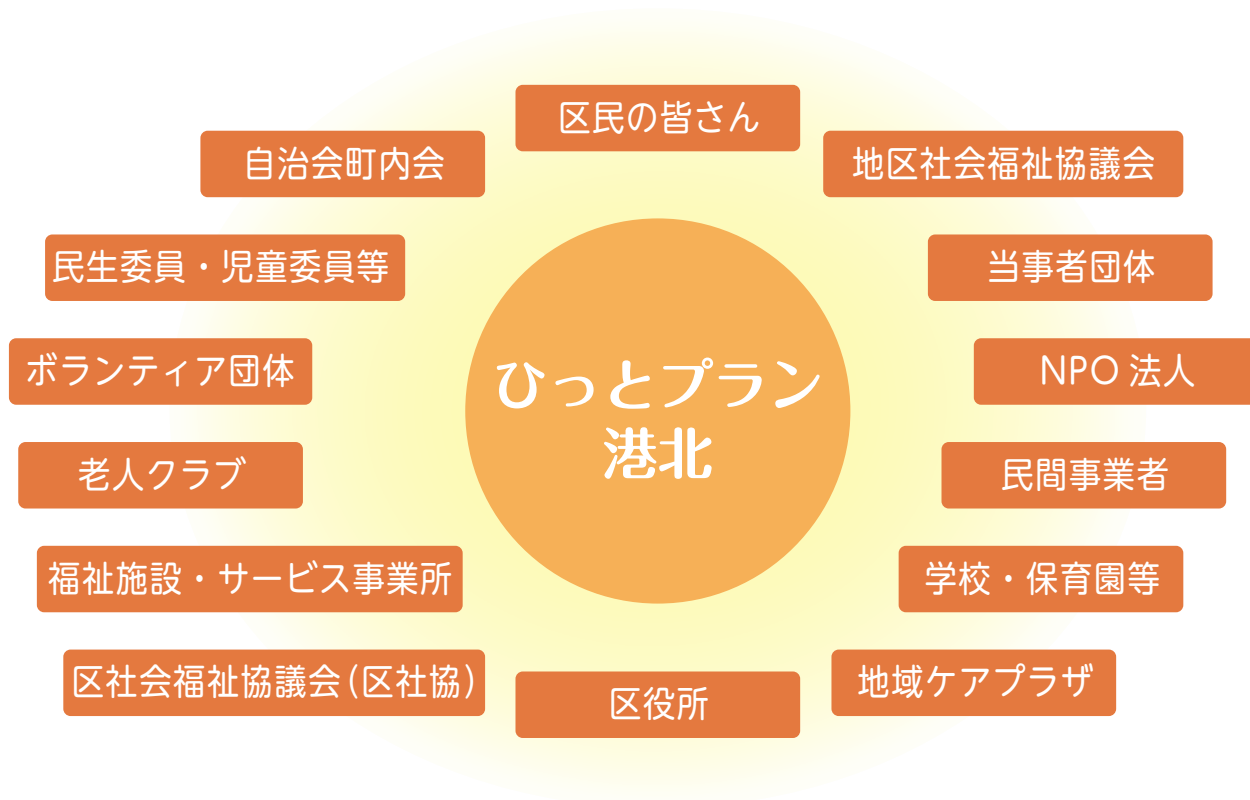 区民の皆さん
自治会町内会
地区社会福祉協議会
民生委員・児童委員等
当事者団体
ボランティア団体
NPO 法人
ひっとプラン
港北
老人クラブ
民間事業者
福祉施設・サービス事業所
学校・保育園等
区社会福祉協議会(区社協)
地域ケアプラザ
区役所